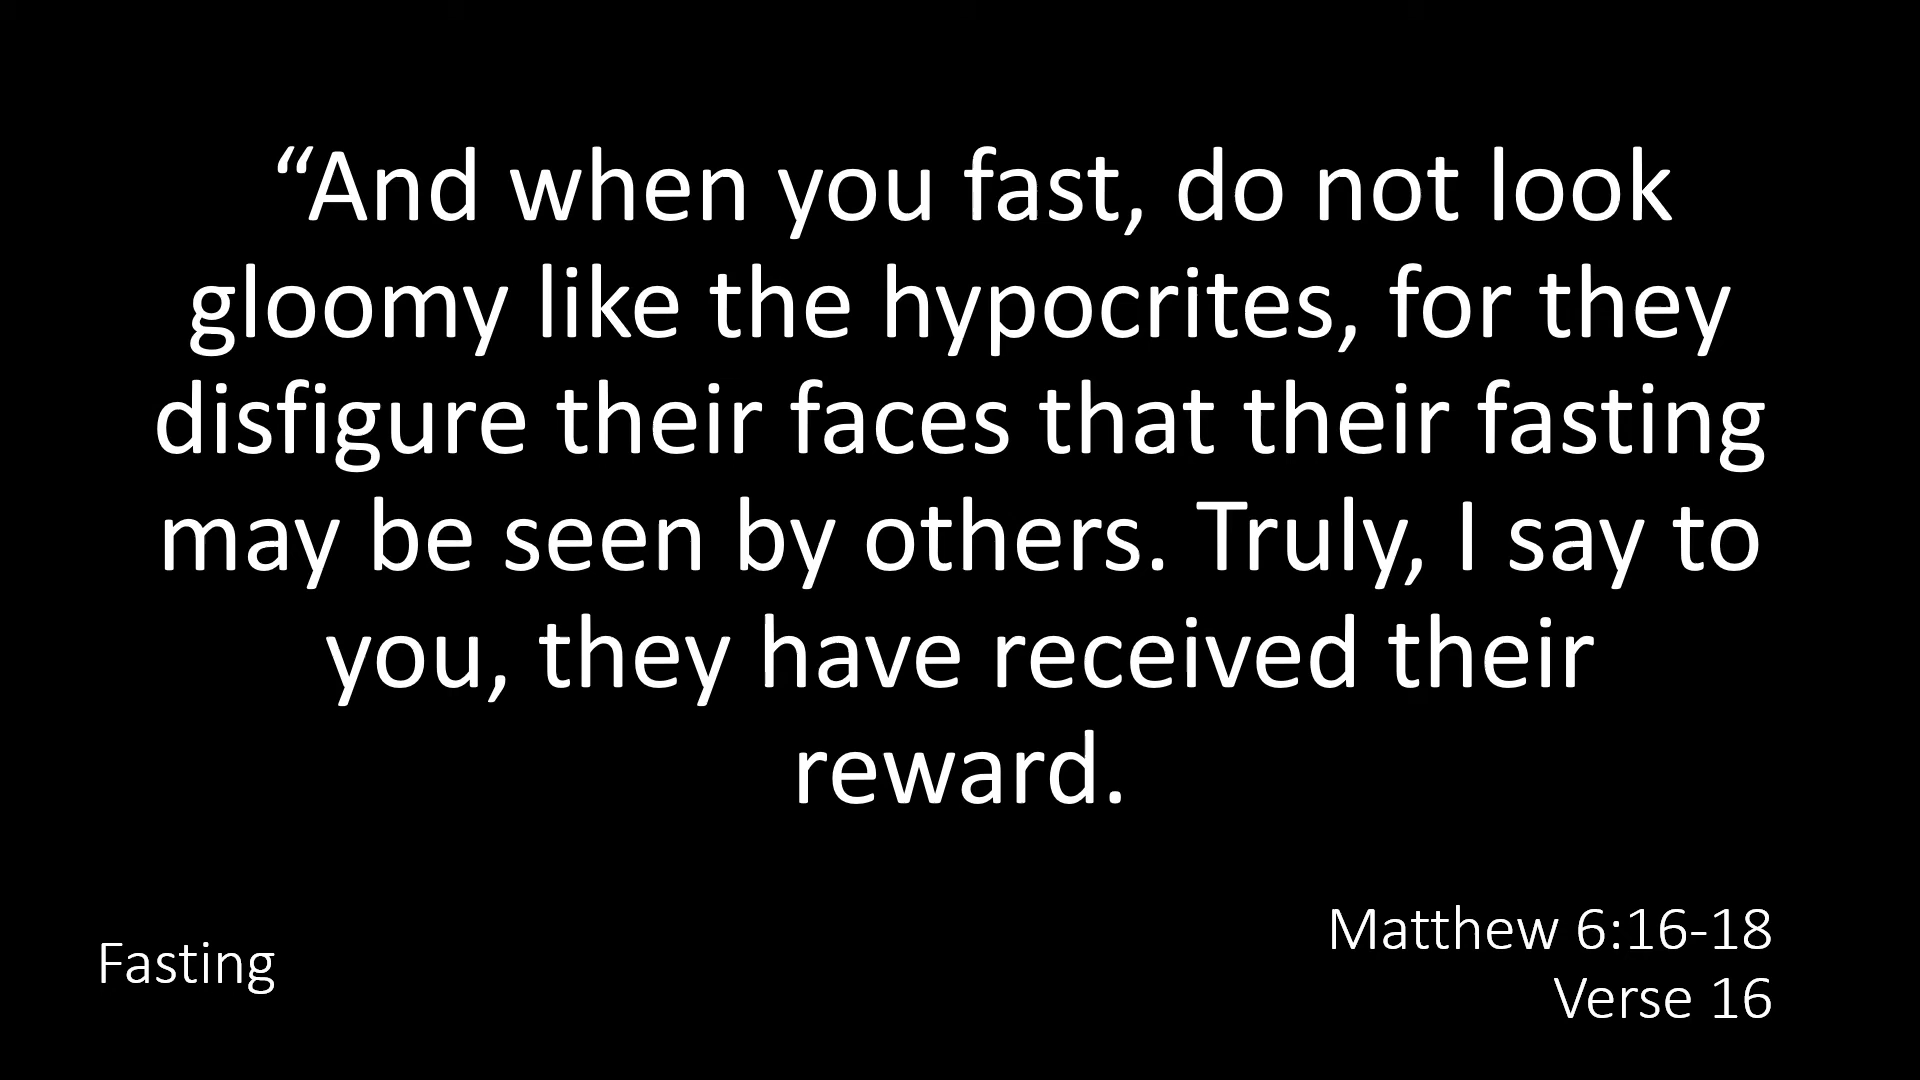 “And when you fast, do not look
gloomy like the hypocrites, for they
disfigure their faces that their fasting
may be seen by others. Truly, I say to
you, they have received their
reward.
Fasting
Matthew 6:16-18
Verse 16